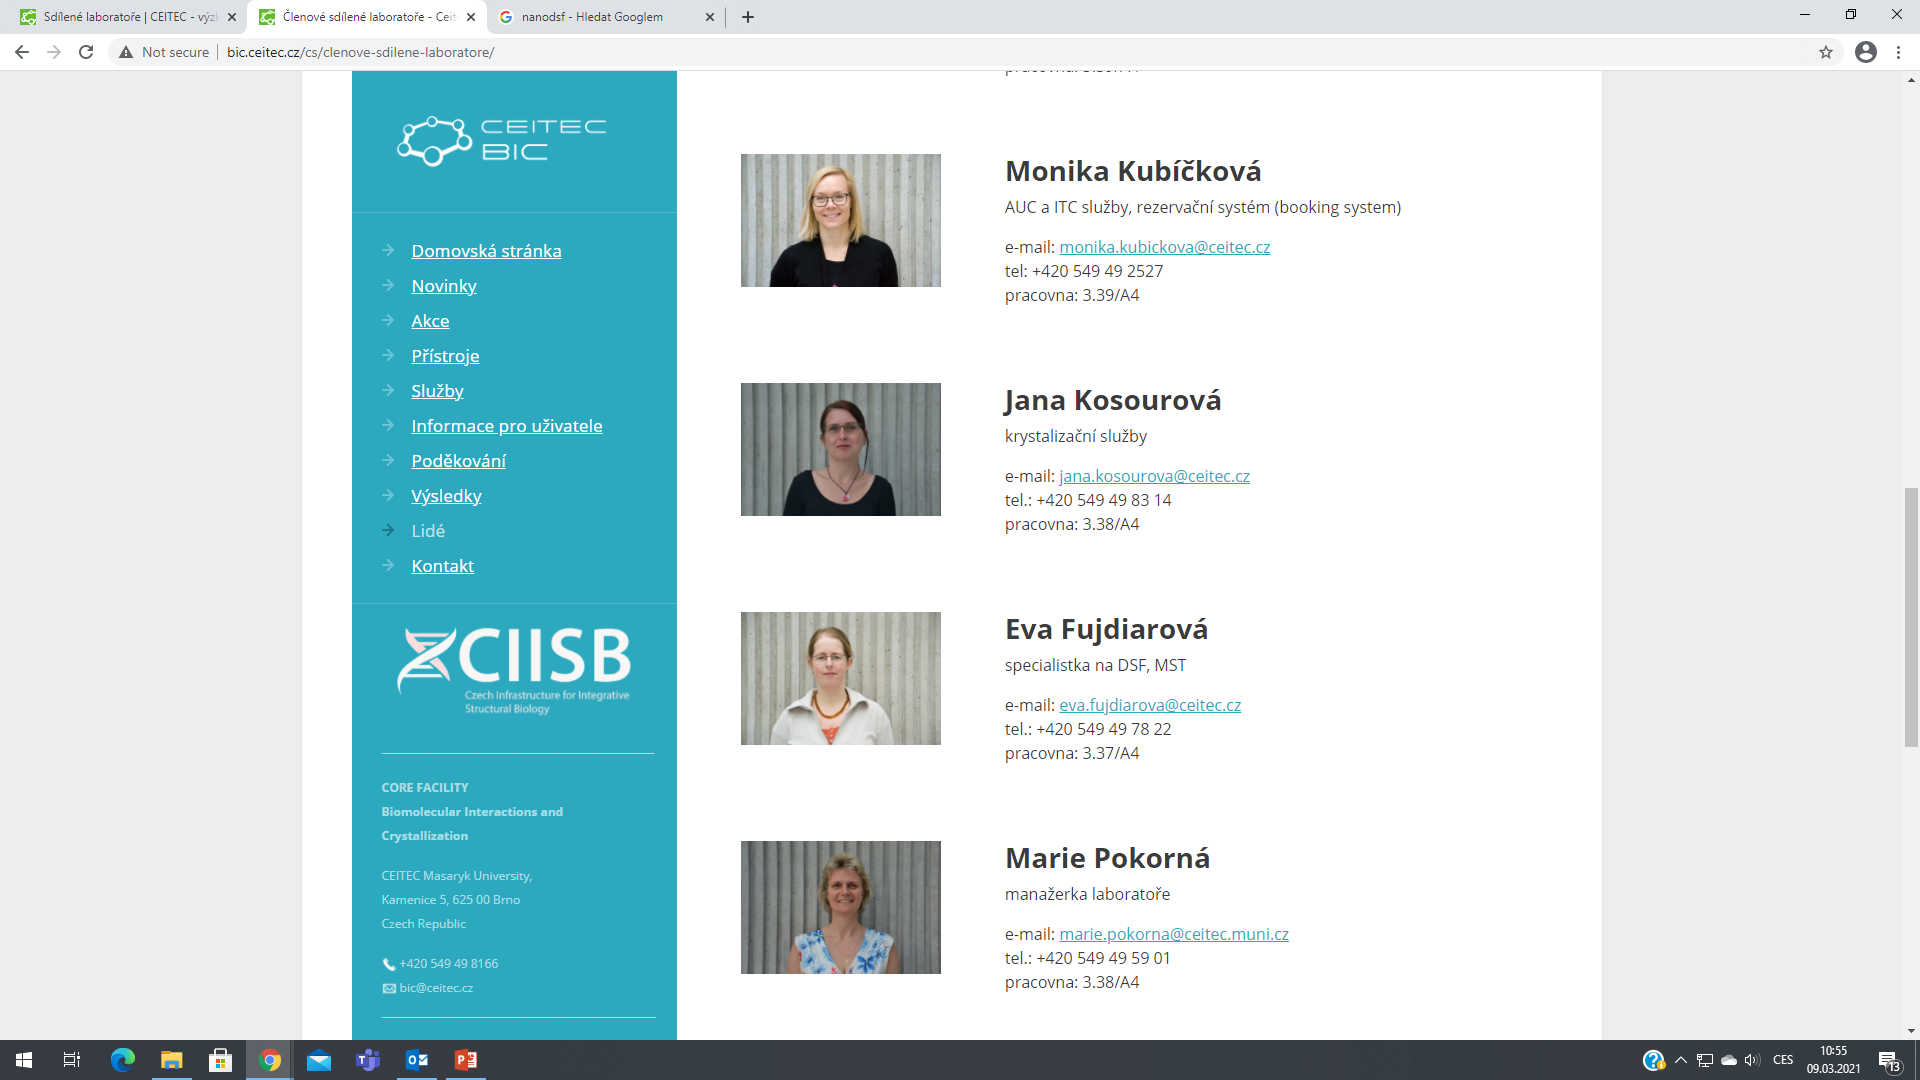 Sdílené laboratoře | CEITEC - výz
Členové sdílené laboratoře - Ceit
nanodsf - Hledat Googlem
Not secure
bic.ceitec.cz/cs/clenove-sdilene-laboratore/
CEITEC
BIC
Domovská stránka
Novinky
Akce
Přístroje
Služby
Informace pro uživatele
Poděkování
Výsledky
Lidé
Kontakt
CIISB
Czech Infrastructure for Integrative
Structural Biology
CORE FACILITY
Biomolecular Interactions and
Crystallization
CEITEC Masaryk University,
Kamenice 5, 625 00 Brno
Czech Republic
+420 549 49 8166
bic@ceitec.cz
Monika Kubíčková
AUC a ITC služby, rezervační systém (booking system)
e-mail: monika.kubickova@ceitec.cz
tel: +420 549 49 2527
pracovna: 3.39/A4
Jana Kosourová
krystalizační služby
e-mail: jana.kosourova@ceitec.cz
tel.: +420 549 49 83 14
pracovna: 3.38/A4
Eva Fujdiarová
specialistka na DSF, MST
e-mail: eva.fujdiarova@ceitec.cz
tel.: +420 549 49 78 22
pracovna: 3.37/A4
Marie Pokorná
manažerka laboratoře
e-mail: marie.pokorna@ceitec.muni.cz
tel.: +420 549 49 59 01
pracovna: 3.38/A4
CES
10:55
09.03.2021
13